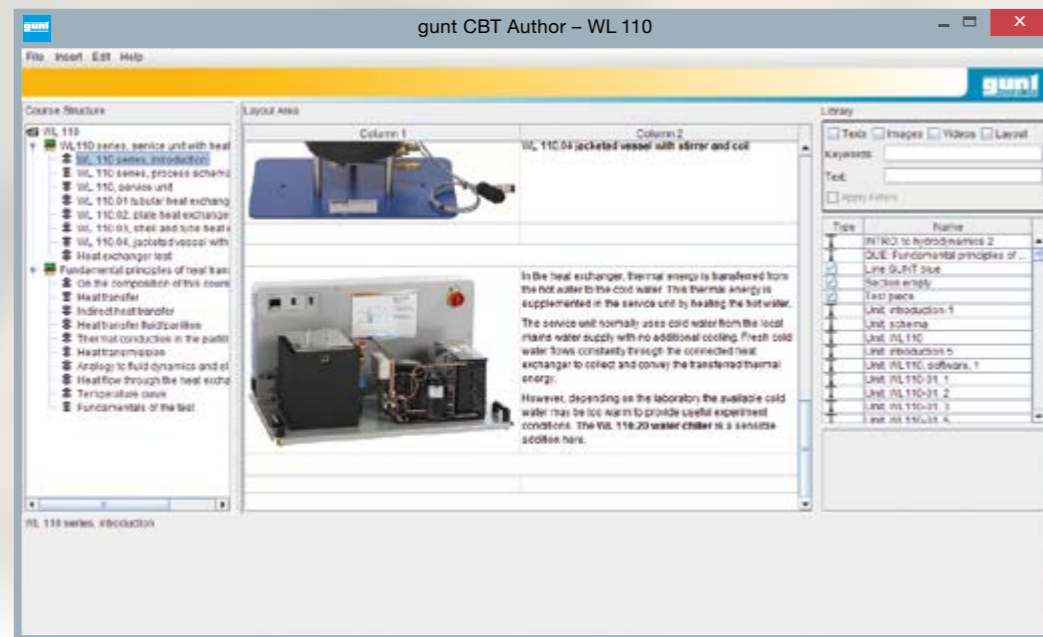 gunt
gunt CBT Author – WL 110
File Insert Edit Help
gunt
Course Structure
Layout Area
Library
WL 110
WL110 series, service unit with heat
WL 110 series, introduction
WL 110 series, process schema
WL 110, service unit
WL 110.01 tubular heat exchang
WL 110.02, plate heat exchange
WL 110.03, shell and tube heat e
WL 110.04, jacketed vessel with
Heat exchanger test
Fundamental principles of heat tran
On the composition of this cours
Heat transfer
Indirect heat transfer
Heat transfer fluid/partition
Thermal conduction in the partiti
Heat transmission
Analogy to fluid dynamics and el
Heat flow through the heat excha
Temperature curve
Fundamentals of the test
Column 1
Column 2
WL 110.04 jacketed vessel with stirrer and coil
In the heat exchanger, thermal energy is transferred from
the hot water to the cold water. This thermal energy is
supplemented in the service unit by heating the hot water.
The service unit normally uses cold water from the local
mains water supply with no additional cooling. Fresh cold
water flows constantly through the connected heat
exchanger to collect and convey the transferred thermal
energy.
However, depending on the laboratory the available cold
water may be too warm to provide useful experiment
conditions. The WL 110.20 water chiller is a sensible
addition here.
Texts Images Videos Layout
Keywords:
Text:
Apply Filters
Type Name
INTRO: to hydrodynamics 2
QUIE: Fundamental principles of ...
Line GUNT blue
Section empty
Test piece
Unit: introduction 1
Unit: schema
Unit: WL110
Unit: introduction 5
Unit: WL110, software, 1
Unit: WL110-01, 1
Unit: WL110-01, 2
Unit: WL110-01, 3
Unit: WL110-01, 5
WL 110 series, introduction